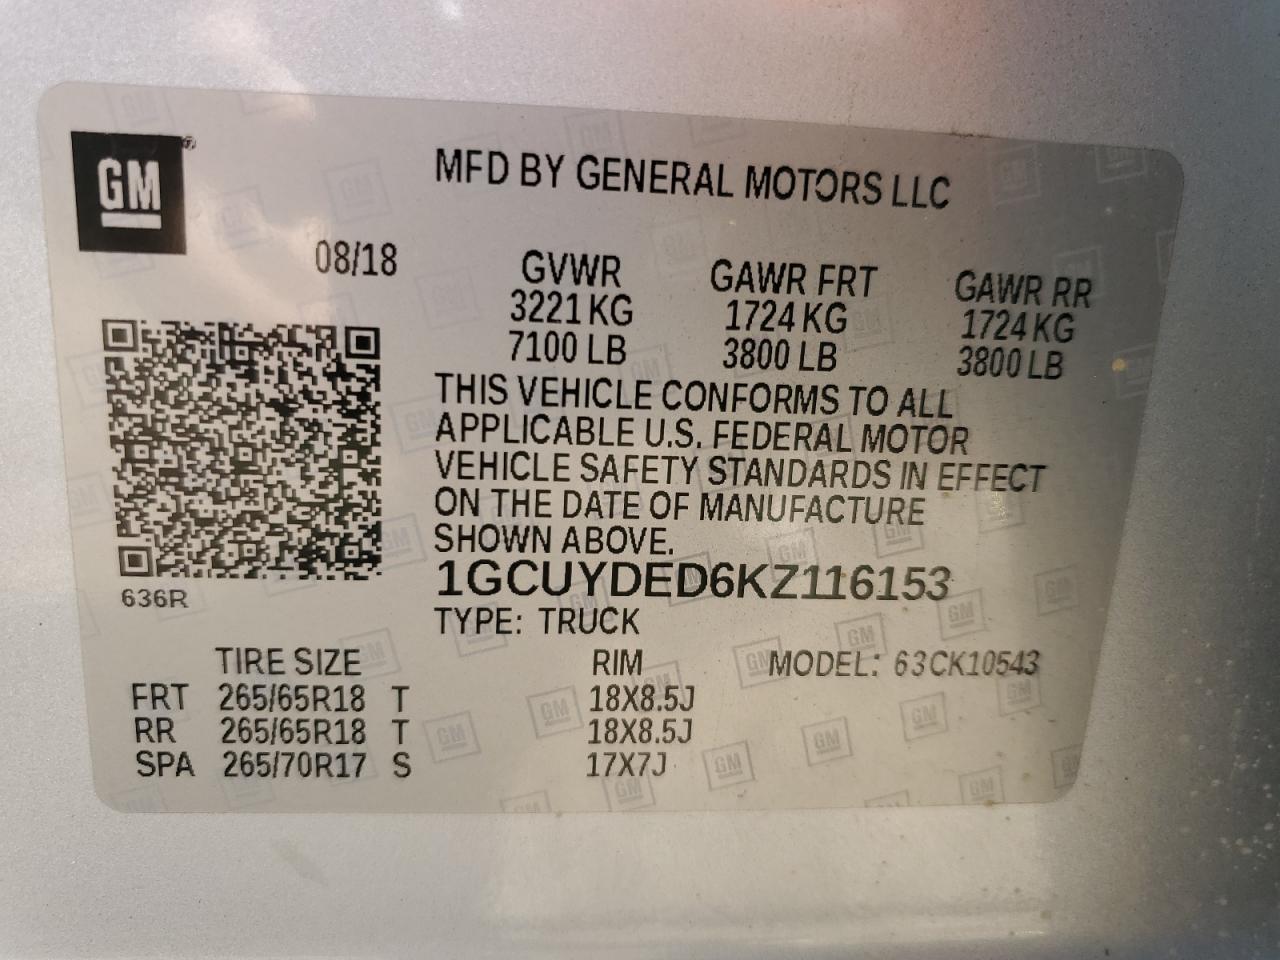 GM ®
MFD BY GENERAL MOTORS LLC
08/18
GVWR GAWR FRT GAWR RR
3221 KG 1724 KG 1724 KG
7100 LB 3800 LB 3800 LB
THIS VEHICLE CONFORMS TO ALL
APPLICABLE U.S. FEDERAL MOTOR
VEHICLE SAFETY STANDARDS IN EFFECT
ON THE DATE OF MANUFACTURE
SHOWN ABOVE.
636R
1GCUYDED6KZ116153
TYPE: TRUCK
TIRE SIZE RIM MODEL: 63CK10543
FRT 265/65R18 T 18X8.5J
RR 265/65R18 T 18X8.5J
SPA 265/70R17 S 17X7J